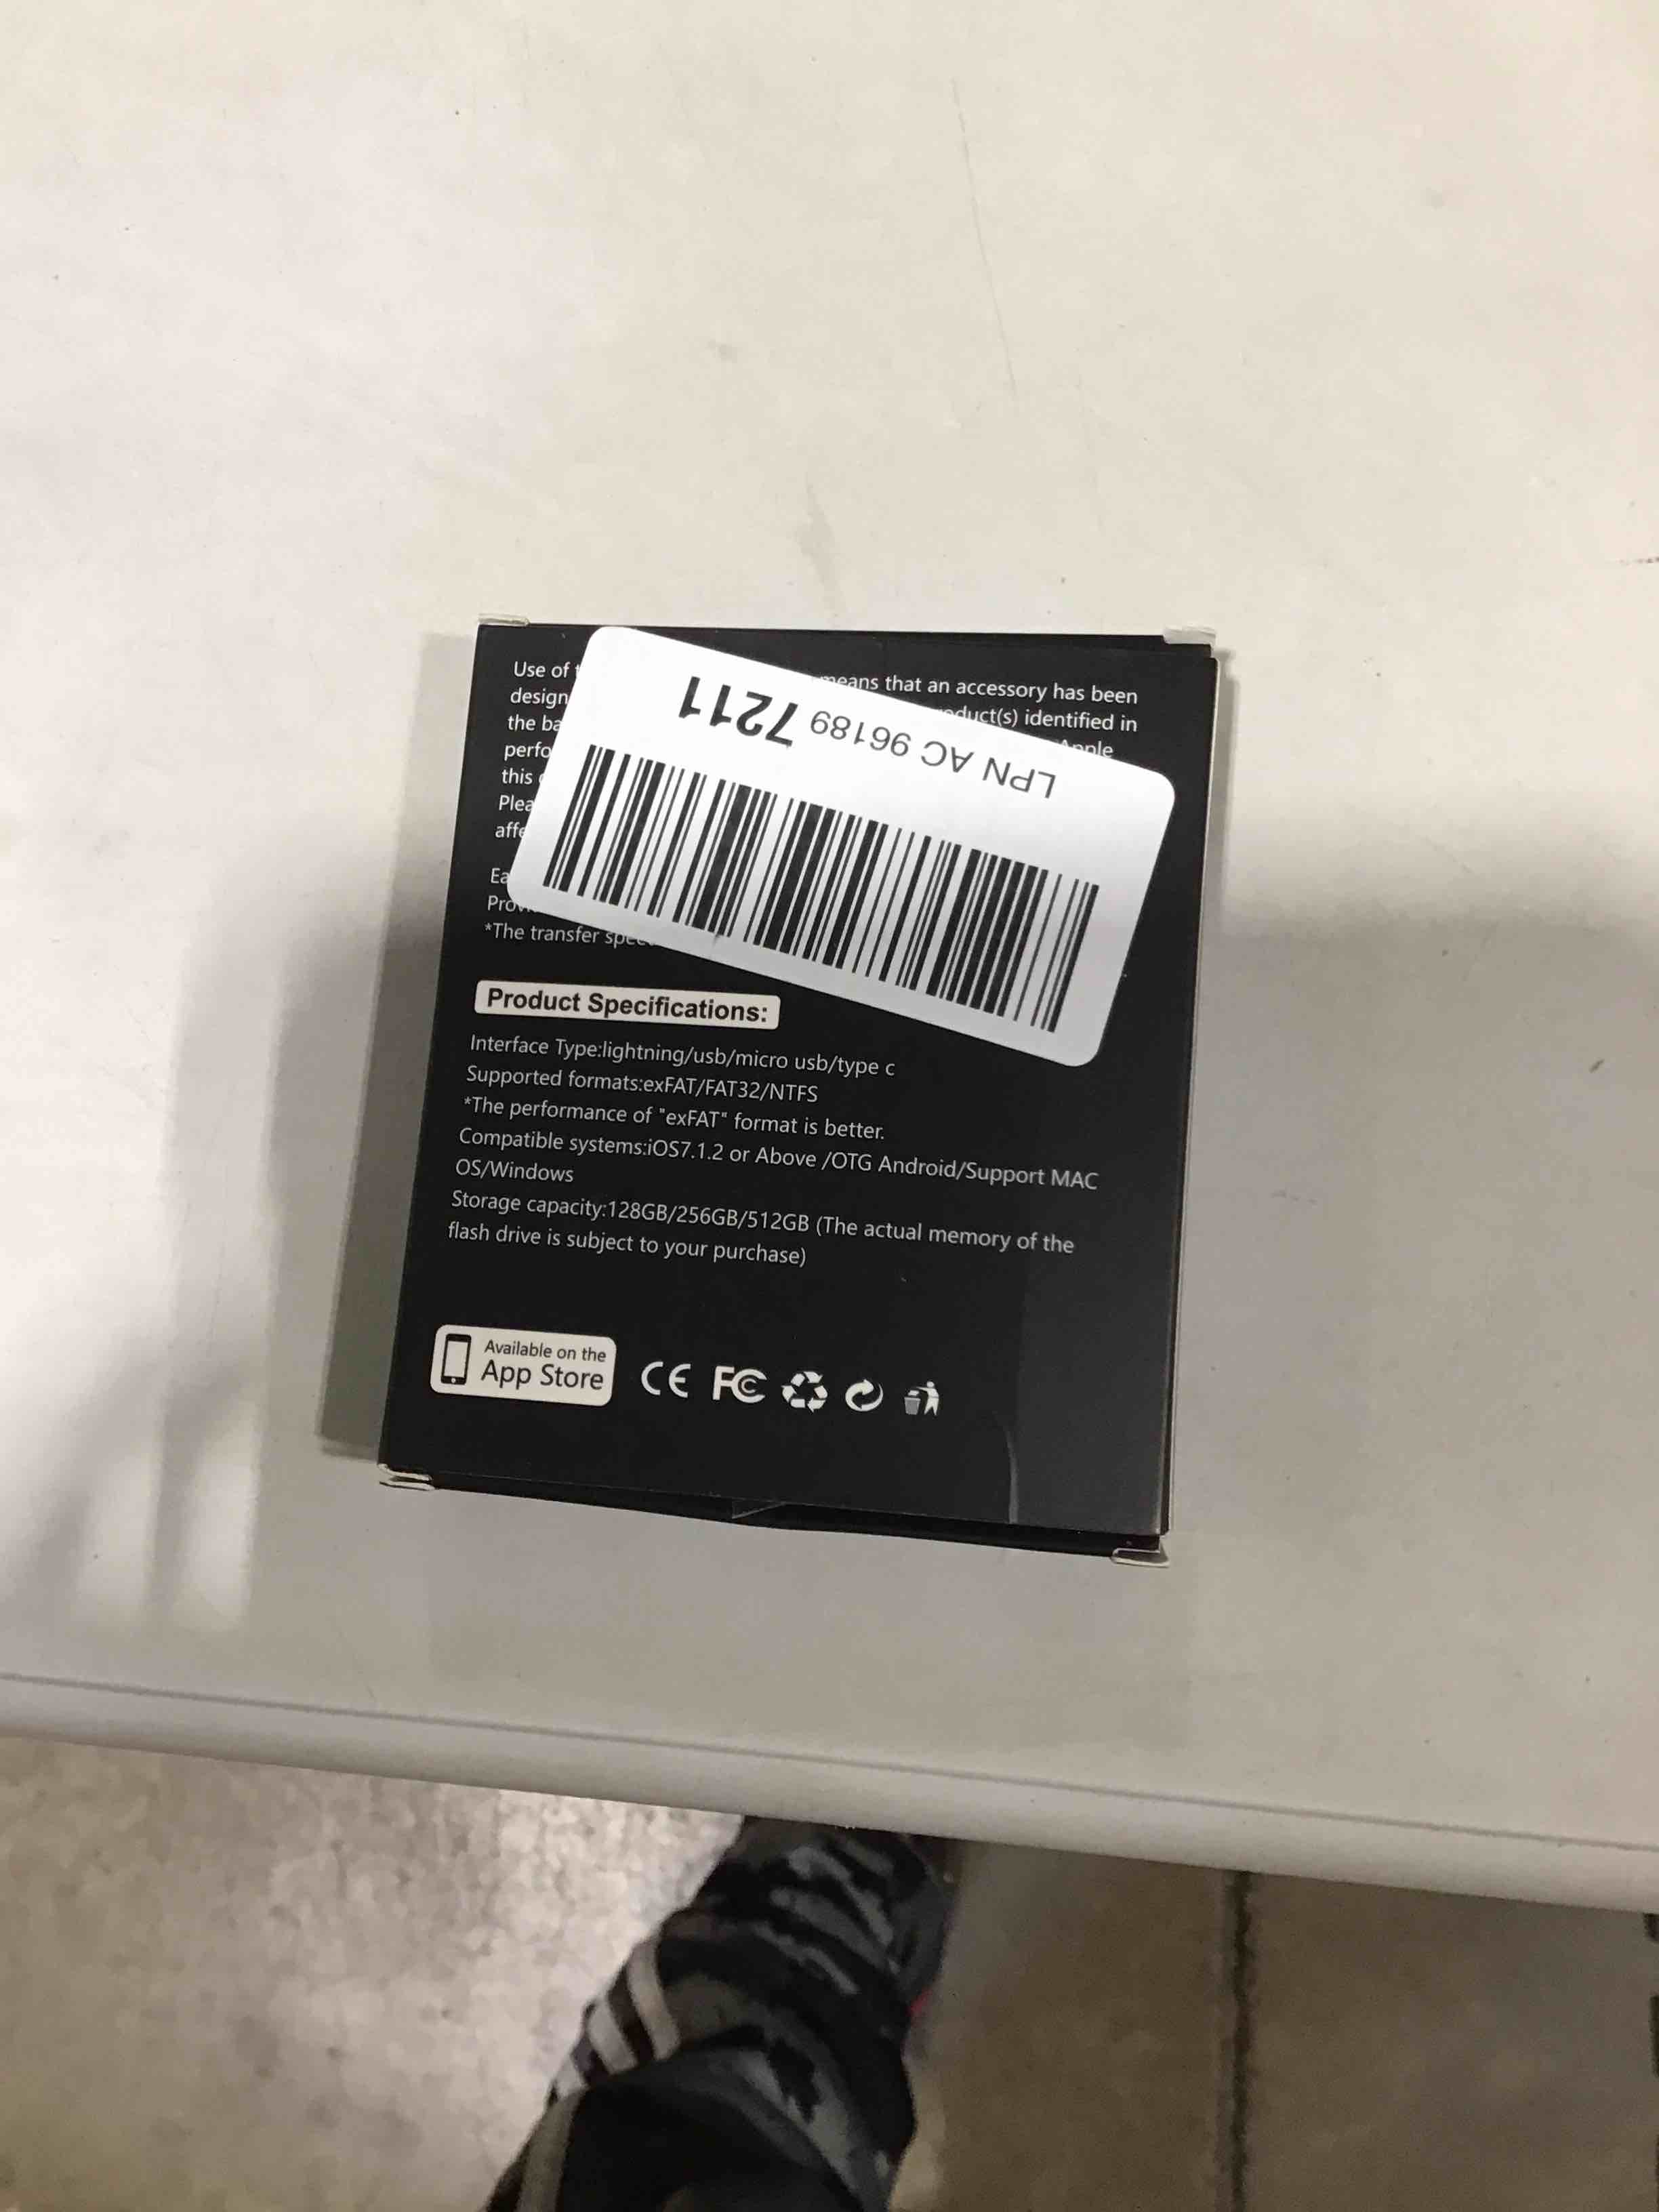 LPN AC 96189 7211
Use of
means that an accessory has been
design
duct(s) identified in
the ba
Apple
perfo
this
Plea
affe
Ea
Prov
*The transfer spee
Product Specifications:
Interface Type:lightning/usb/micro usb/type c
Supported formats:exFAT/FAT32/NTFS
*The performance of "exFAT" format is better.
Compatible systems:iOS7.1.2 or Above /OTG Android/Support MAC
OS/Windows
Storage capacity:128GB/256GB/512GB (The actual memory of the
flash drive is subject to your purchase)
Available on the
App Store
CE FC